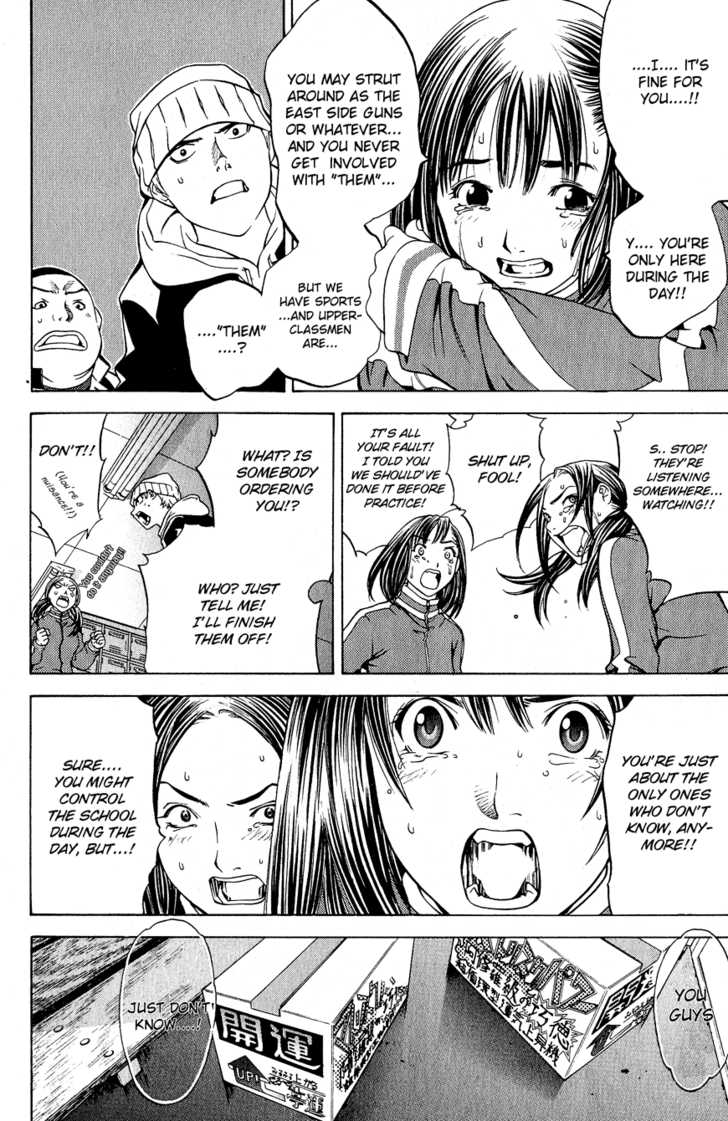 ....I.... IT'S
FINE FOR
YOU....!!
Y.... YOU'RE
ONLY HERE
DURING THE
DAY!!
YOU MAY STRUT
AROUND AS THE
EAST SIDE GUNS
OR WHATEVER...
AND YOU NEVER
GET INVOLVED
WITH "THEM"...
BUT WE
HAVE SPORTS
...AND UPPER-
CLASSMEN
ARE...
...."THEM"
....?
S.. STOP!
THEY'RE
LISTENING
SOMEWHERE...
WATCHING!!
SHUT UP,
FOOL!
IT'S ALL
YOUR FAULT!
I TOLD YOU
WE SHOULD'VE
DONE IT BEFORE
PRACTICE!
WHAT? IS
SOMEBODY
ORDERING
YOU!?
WHO? JUST
TELL ME!
I'LL FINISH
THEM OFF!
DON'T!!
(You're a
nuisance!!)
You couldn't
do it anyway!!
YOU'RE JUST
ABOUT THE
ONLY ONES
WHO DON'T
KNOW, ANY-
MORE!!
SURE....
YOU MIGHT
CONTROL
THE SCHOOL
DURING THE
DAY, BUT...!
YOU
GUYS
JUST DON'T
KNOW....!
開運
UP!